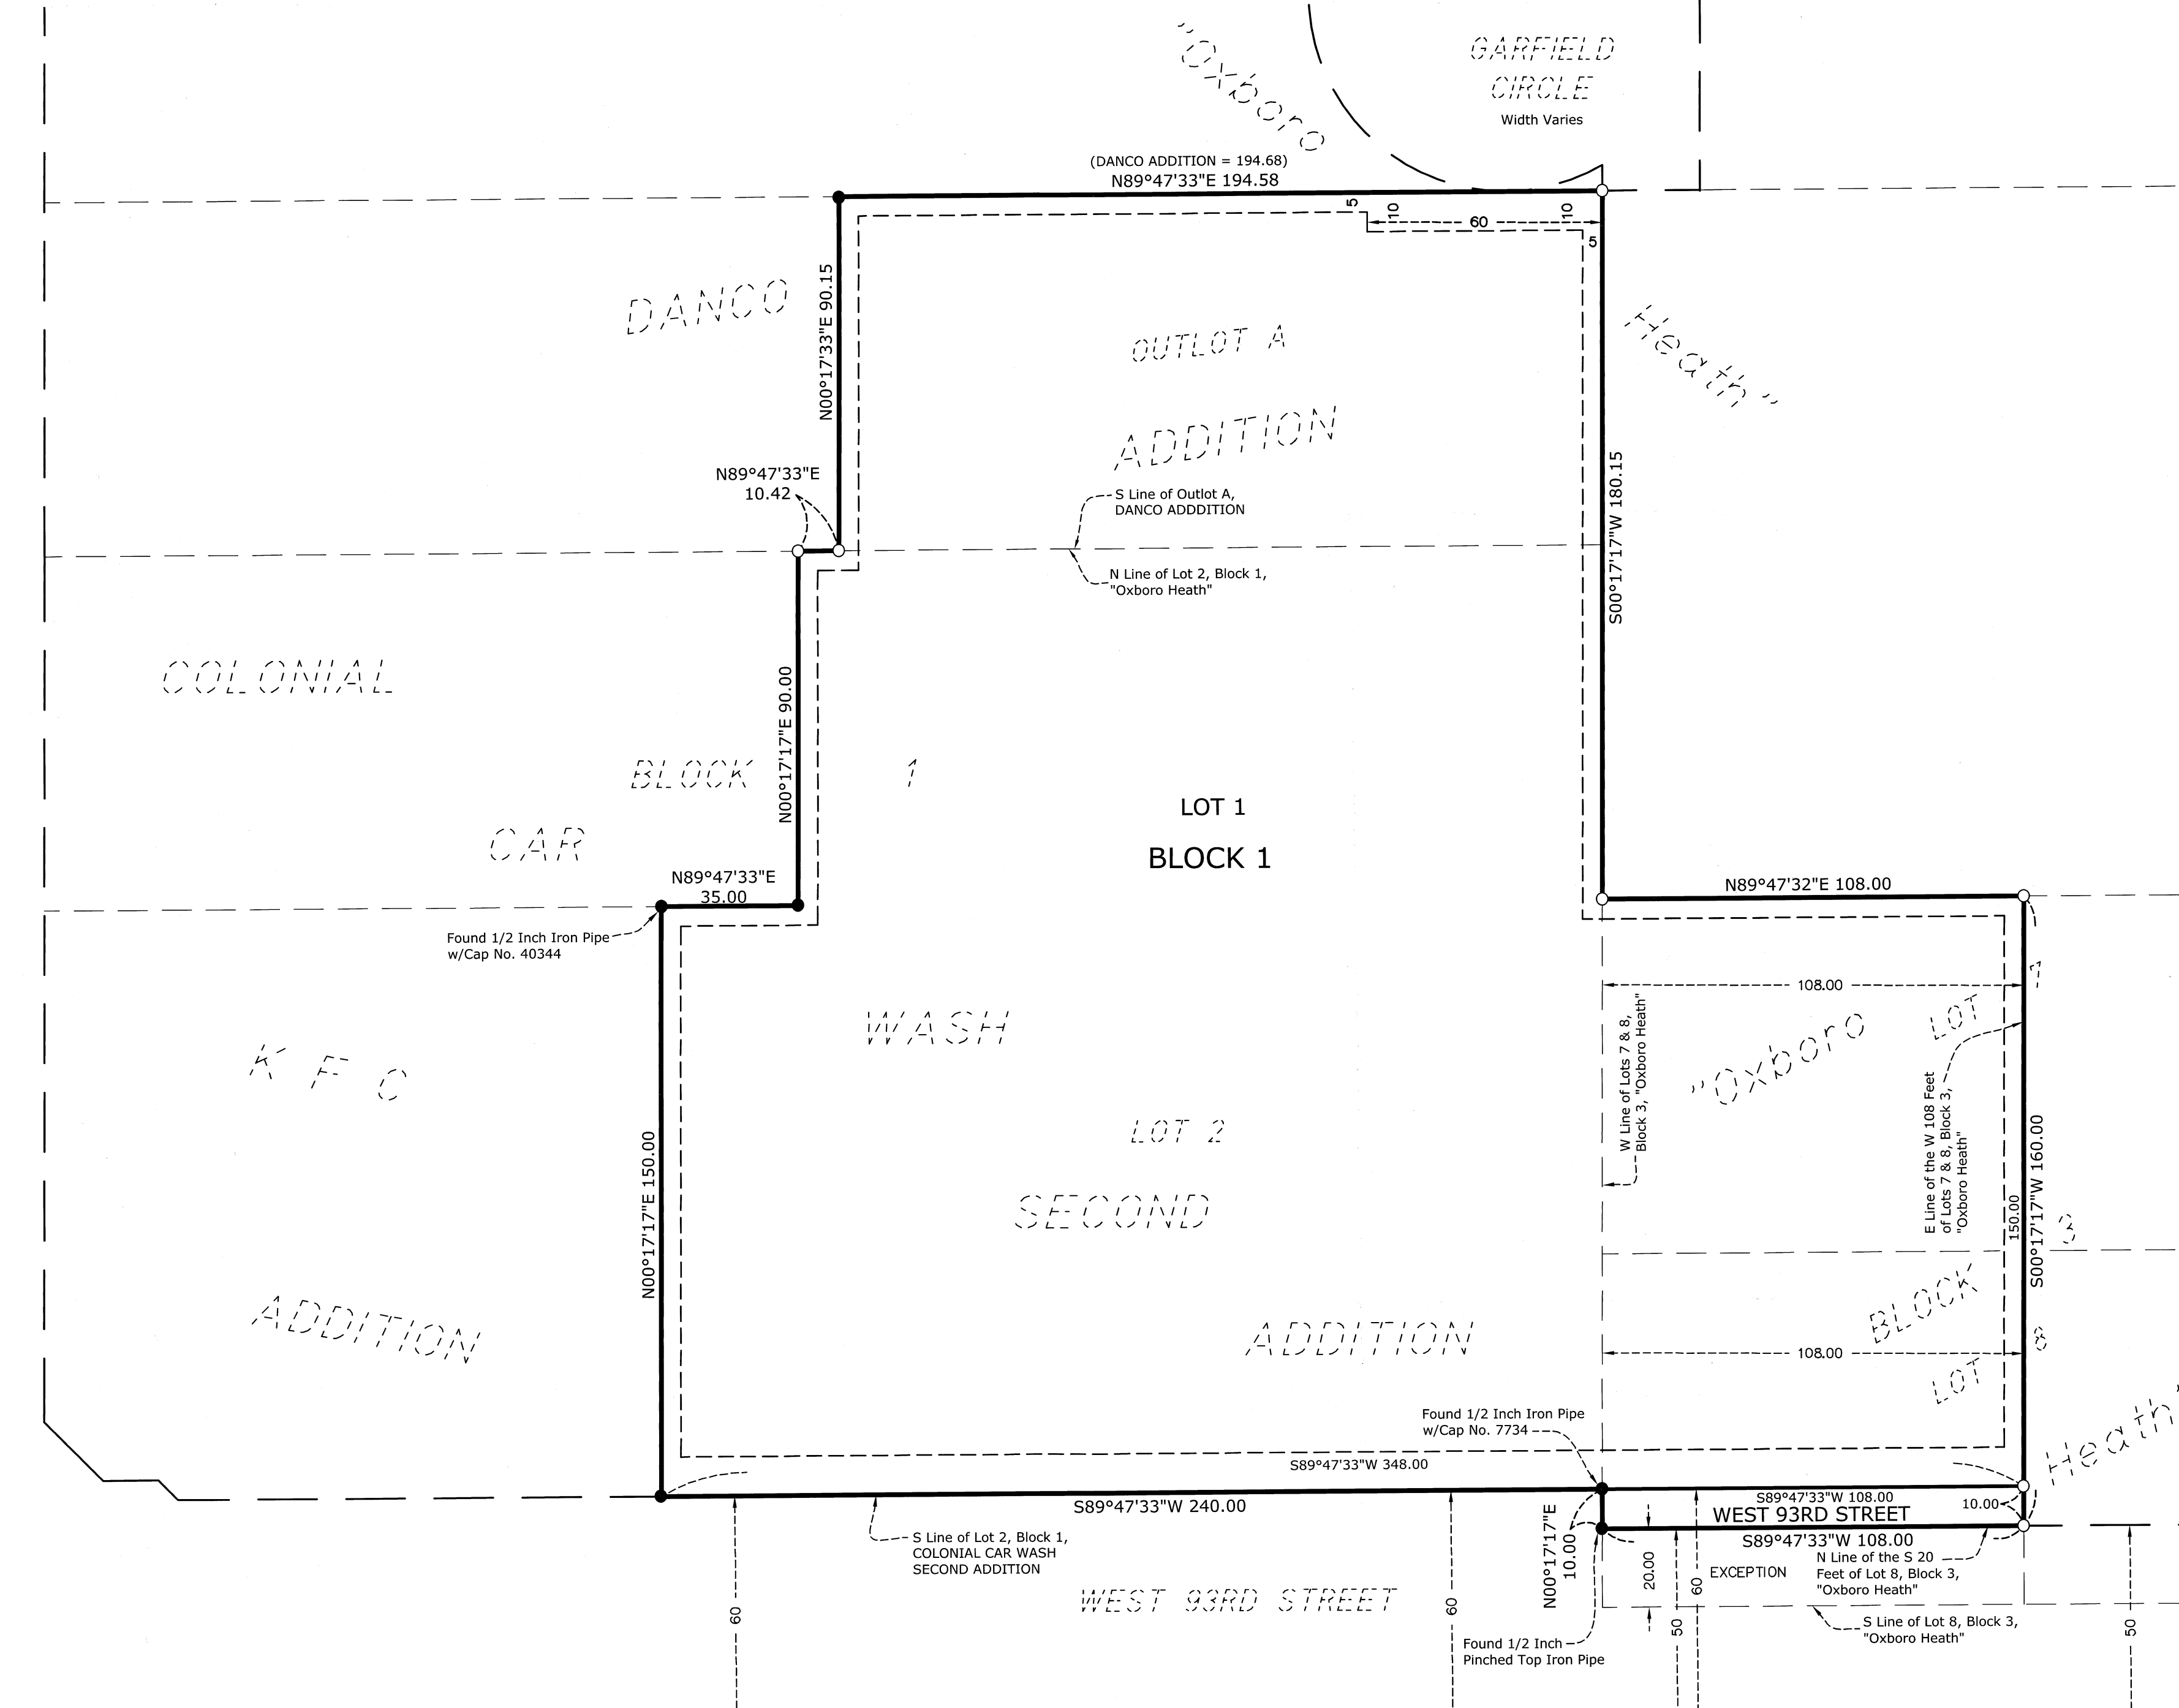 "Oxboro
GARFIELD
CIRCLE
Width Varies
(DANCO ADDITION = 194.68)
N89°47'33"E 194.58
5
10
60
10
5
N00°17'33"E 90.15
DANCO
OUTLOT A
ADDITION
Heath"
N89°47'33"E
10.42
S Line of Outlot A,
DANCO ADDDITION
N Line of Lot 2, Block 1,
"Oxboro Heath"
S00°17'17"W 180.15
COLONIAL
N00°17'17"E 90.00
BLOCK 1
LOT 1
BLOCK 1
CAR
N89°47'33"E
35.00
N89°47'32"E 108.00
Found 1/2 Inch Iron Pipe
w/Cap No. 40344
108.00
7
LOT
W Line of Lots 7 & 8,
Block 3, "Oxboro Heath"
"Oxboro
WASH
K F C
E Line of the W 108 Feet
of Lots 7 & 8, Block 3,
"Oxboro Heath"
LOT 2
N00°17'17"E 150.00
SECOND
150.00
S00°17'17"W 160.00
3
BLOCK
ADDITION
ADDITION
108.00
8
LOT
Heath"
Found 1/2 Inch Iron Pipe
w/Cap No. 7734
S89°47'33"W 348.00
S89°47'33"W 240.00
S89°47'33"W 108.00
10.00
WEST 93RD STREET
S89°47'33"W 108.00
S Line of Lot 2, Block 1,
COLONIAL CAR WASH
SECOND ADDITION
N00°17'17"E
10.00
20.00
60
EXCEPTION
N Line of the S 20
Feet of Lot 8, Block 3,
"Oxboro Heath"
WEST 93RD STREET
60
60
50
50
S Line of Lot 8, Block 3,
"Oxboro Heath"
Found 1/2 Inch
Pinched Top Iron Pipe